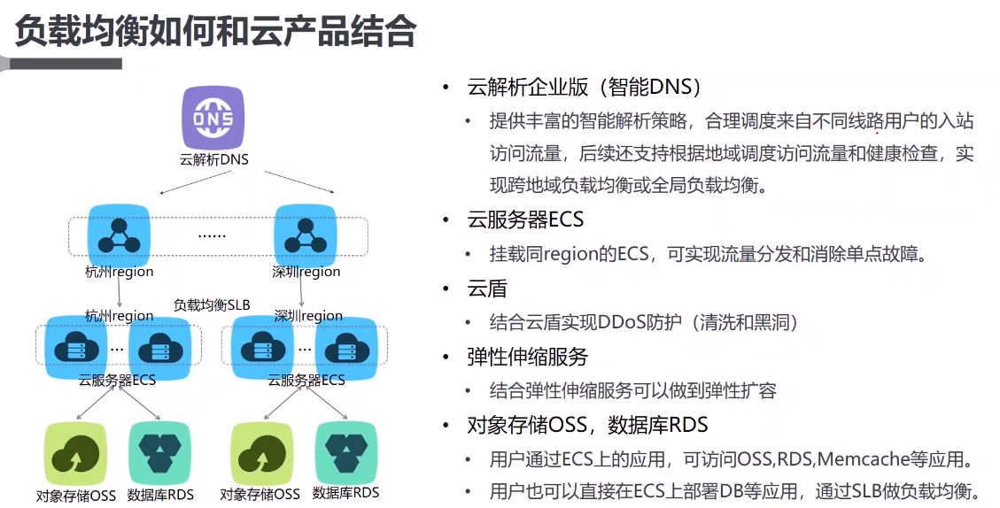 负载均衡如何和云产品结合
DNS
云解析DNS
......
杭州region
深圳region
负载均衡SLB
杭州region
深圳region
...
...
云服务器ECS
云服务器ECS
对象存储OSS
数据库RDS
对象存储OSS
数据库RDS
• 云解析企业版（智能DNS）
• 提供丰富的智能解析策略，合理调度来自不同线路用户的入站
访问流量，后续还支持根据地域调度访问流量和健康检查，实
现跨地域负载均衡或全局负载均衡。
• 云服务器ECS
• 挂载同region的ECS，可实现流量分发和消除单点故障。
• 云盾
• 结合云盾实现DDoS防护（清洗和黑洞）
• 弹性伸缩服务
• 结合弹性伸缩服务可以做到弹性扩容
• 对象存储OSS，数据库RDS
• 用户通过ECS上的应用，可访问OSS,RDS,Memcache等应用。
• 用户也可以直接在ECS上部署DB等应用，通过SLB做负载均衡。